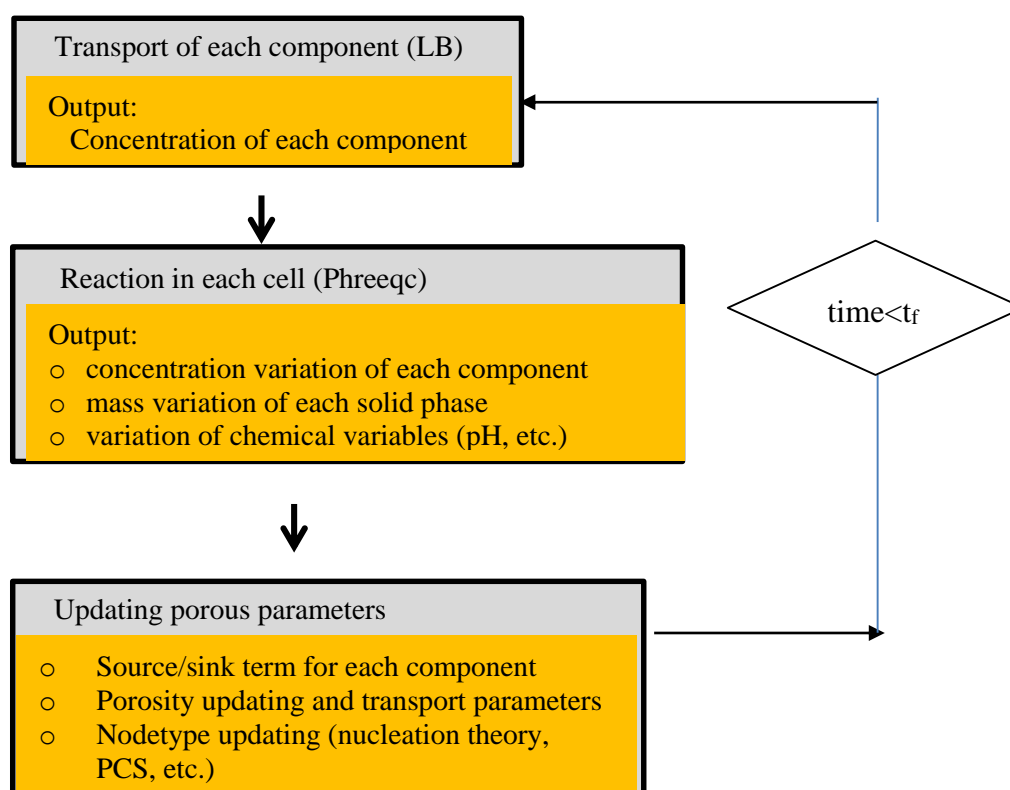 Transport of each component (LB)
Output:
Concentration of each component
Reaction in each cell (Phreeqc)
Output:
o concentration variation of each component
o mass variation of each solid phase
o variation of chemical variables (pH, etc.)
time<tf
Updating porous parameters
o Source/sink term for each component
o Porosity updating and transport parameters
o Nodetype updating (nucleation theory,
PCS, etc.)